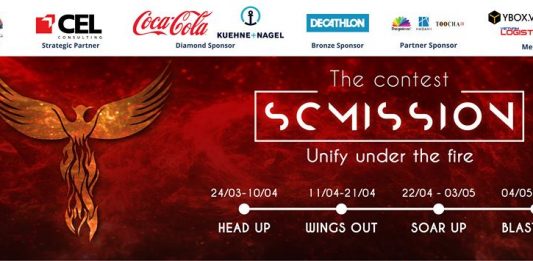 CEL
CONSULTING
Strategic Partner
Coca-Cola
KUEHNE+NAGEL
Diamond Sponsor
DECATHLON
Bronze Sponsor
TOOCHA
Partner Sponsor
YBOX.V
LOGIST
Me
The contest
SCMISSION
Unify under the fire
24/03-10/04
11/04-21/04
22/04 - 03/05
04/05
HEAD UP
WINGS OUT
SOAR UP
BLAST